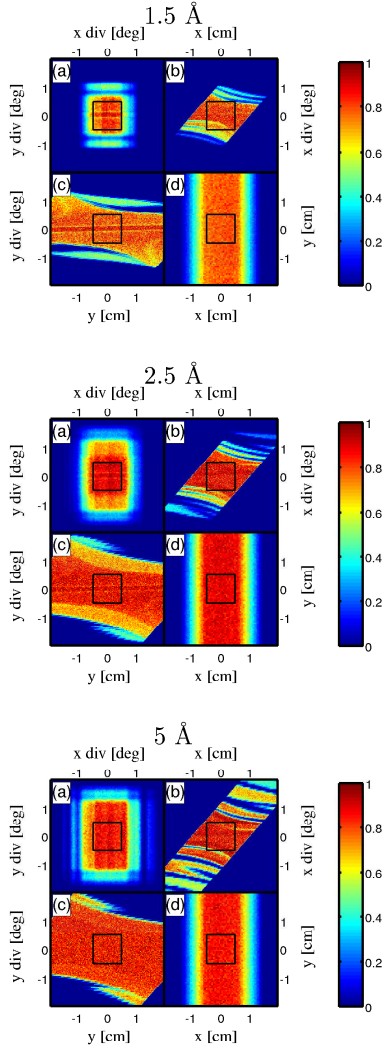 1.5 Å
x div [deg] x [cm]
-1 0 1 -1 0 1
(a) (b)
y div [deg] 1 0 -1 1 0 -1 x div [deg]
(c) (d)
y div [deg] 1 0 -1 1 0 -1 y [cm]
-1 0 1 -1 0 1
y [cm] x [cm]
1 0.8 0.6 0.4 0.2 0
2.5 Å
x div [deg] x [cm]
-1 0 1 -1 0 1
(a) (b)
y div [deg] 1 0 -1 1 0 -1 x div [deg]
(c) (d)
y div [deg] 1 0 -1 1 0 -1 y [cm]
-1 0 1 -1 0 1
y [cm] x [cm]
1 0.8 0.6 0.4 0.2 0
5 Å
x div [deg] x [cm]
-1 0 1 -1 0 1
(a) (b)
y div [deg] 1 0 -1 1 0 -1 x div [deg]
(c) (d)
y div [deg] 1 0 -1 1 0 -1 y [cm]
-1 0 1 -1 0 1
y [cm] x [cm]
1 0.8 0.6 0.4 0.2 0